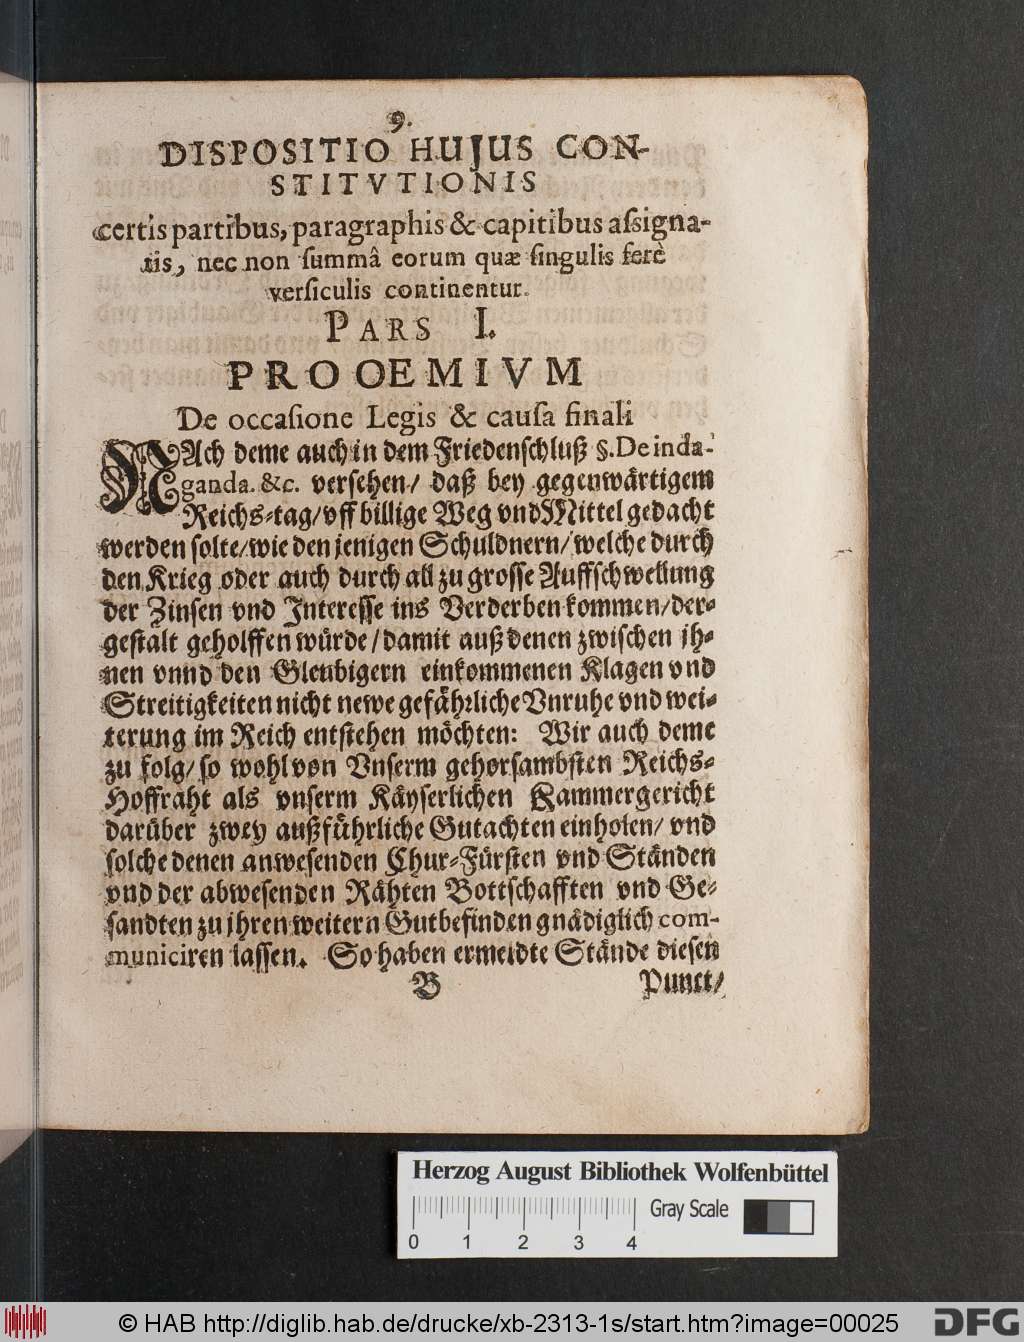 9.
DISPOSITIO HUJUS CON-
STITVTIONIS
certis partibus, paragraphis & capitibus aſsigna-
tis, nec non ſummâ eorum quæ ſingulis ferè
verſiculis continentur.
PARS I.
PROOEMIVM
De occaſione Legis & cauſa finali
NAch deme auch in dem Friedenſchluß §. De inda-
ganda. &c. verſehen/ daß bey gegenwärtigem
Reichs-tag/ vff billige Weg vnd Mittel gedacht
werden ſolte/ wie den jenigen Schuldnern/ welche durch
den Krieg oder auch durch all zu groſſe Auffſchwellung
der Zinſen vnd Intereſſe ins Verderben kommen/ der-
geſtalt geholffen würde/ damit auß denen zwiſchen jh-
nen vnnd den Gleubigern einkommenen Klagen vnd
Streitigkeiten nicht newe gefährliche Vnruhe vnd wei-
terung im Reich entſtehen möchten: Wir auch deme
zu folg/ ſo wohl von Vnſerm gehorſambſten Reichs-
Hoffraht als vnſerm Käyſerlichen Kammergericht
darüber zwey außführliche Gutachten einholen/ vnd
ſolche denen anweſenden Chur-Fürſten vnd Ständen
vnd der abweſenden Rähten Bottſchafften vnd Ge-
ſandten zu jhren weitern Gutbefinden gnädiglich com-
municiren laſſen. So haben ermeldte Stände dieſen
B Punct/
Herzog August Bibliothek Wolfenbüttel
Gray Scale
0 1 2 3 4
© HAB http://diglib.hab.de/drucke/xb-2313-1s/start.htm?image=00025
DFG